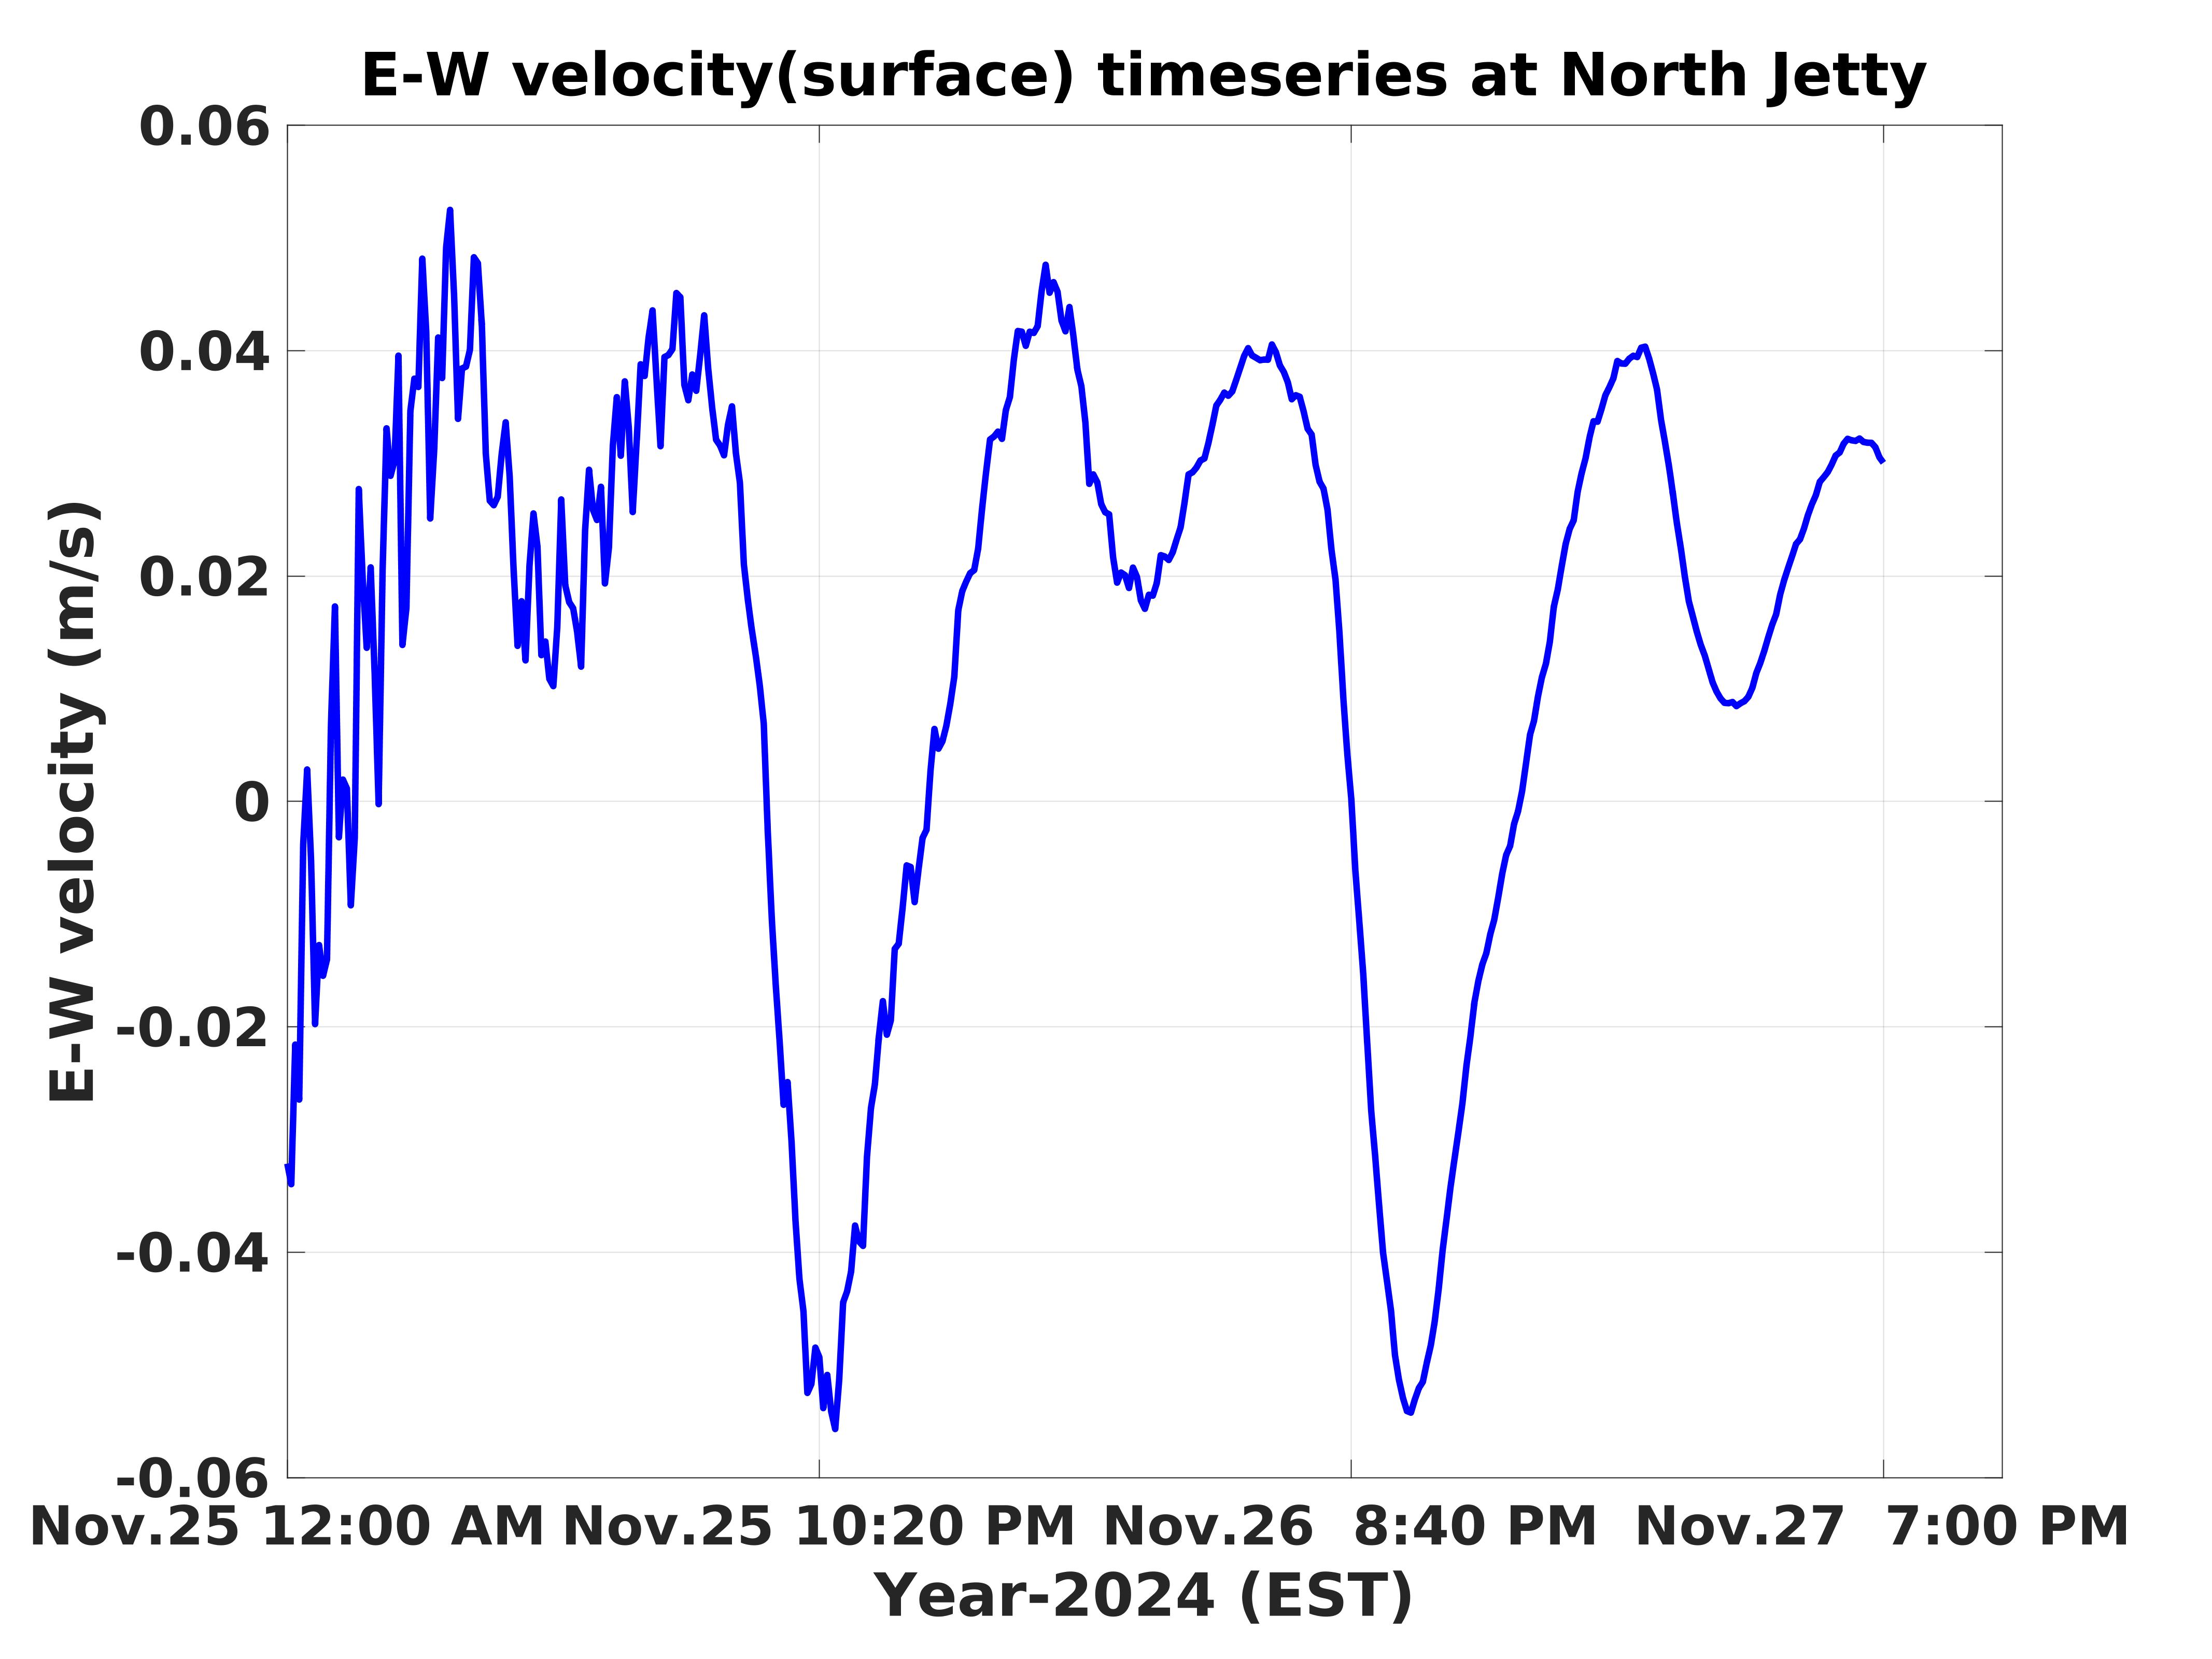 E-W velocity(surface) timeseries at North Jetty
E-W velocity (m/s)
0.06
0.04
0.02
0
-0.02
-0.04
-0.06
Nov.25 12:00 AM Nov.25 10:20 PM Nov.26 8:40 PM Nov.27 7:00 PM
Year-2024 (EST)